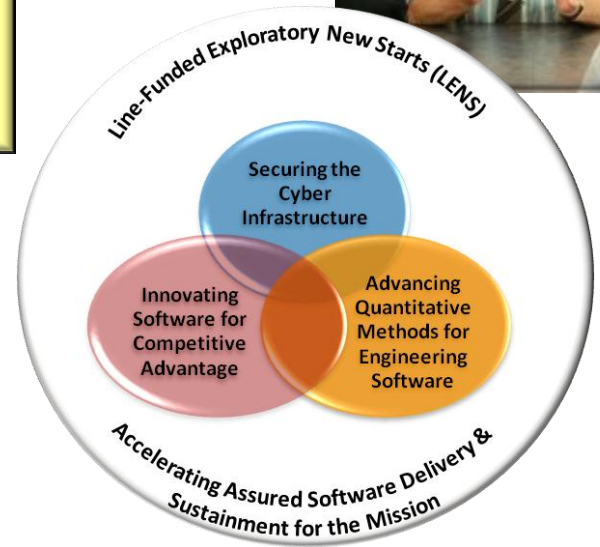 Line-Funded Exploratory New Starts (LENS)
Securing the
Cyber
Infrastructure
Innovating
Software for
Competitive
Advantage
Advancing
Quantitative
Methods for
Engineering
Software
Accelerating Assured Software Delivery &
Sustainment for the Mission